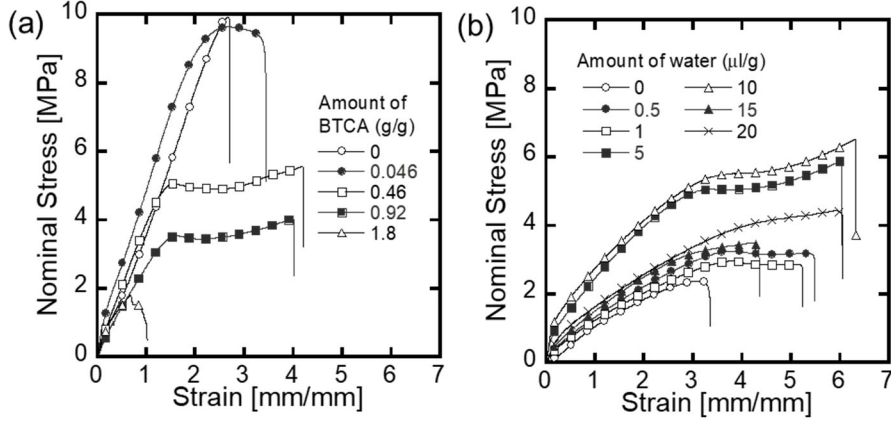 (a)
10
8
6
4
2
0
Nominal Stress [MPa]
0 1 2 3 4 5 6 7
Strain [mm/mm]
Amount of
BTCA (g/g)
0
0.046
0.46
0.92
1.8
(b)
10
8
6
4
2
0
Nominal Stress [MPa]
0 1 2 3 4 5 6 7
Strain [mm/mm]
Amount of water (μl/g)
0 10
0.5 15
1 20
5